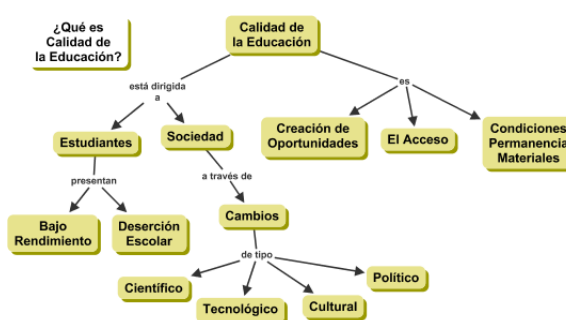 ¿Qué es
Calidad de
la Educación?
Calidad de
la Educación
está dirigida
a
es
Estudiantes
Sociedad
Creación de
Oportunidades
El Acceso
Condiciones
Permanencia
Materiales
presentan
a través de
Bajo
Rendimiento
Deserción
Escolar
Cambios
de tipo
Científico
Tecnológico
Cultural
Político